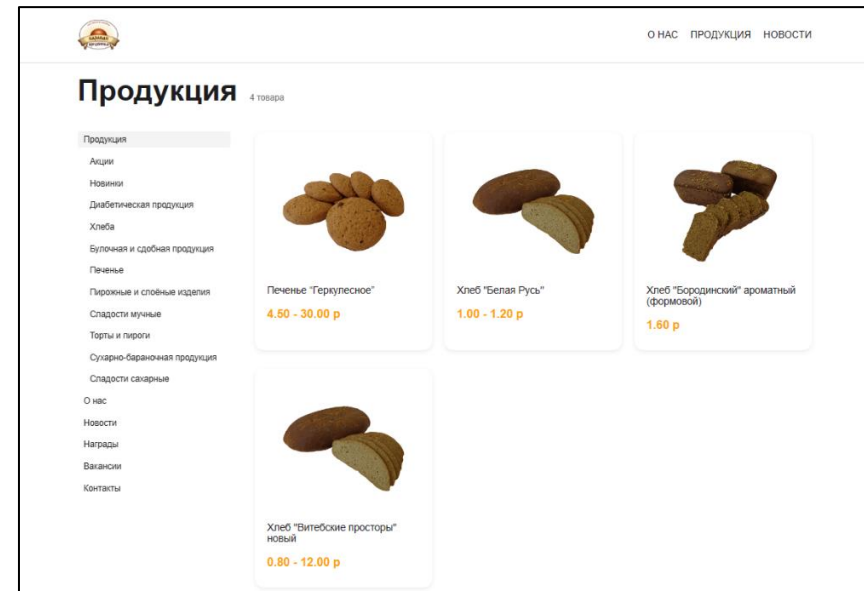 О НАС ПРОДУКЦИЯ НОВОСТИ
Продукция 4 товара
Продукция
Акции
Новинки
Диабетическая продукция
Хлеба
Булочная и сдобная продукция
Печенье
Пирожные и слоёные изделия
Сладости мучные
Торты и пироги
Сухарно-бараночная продукция
Сладости сахарные
О нас
Новости
Награды
Вакансии
Контакты
Печенье "Геркулесное"
4.50 - 30.00 р
Хлеб "Белая Русь"
1.00 - 1.20 р
Хлеб "Бородинский" ароматный
(формовой)
1.60 р
Хлеб "Витебские просторы"
новый
0.80 - 12.00 р